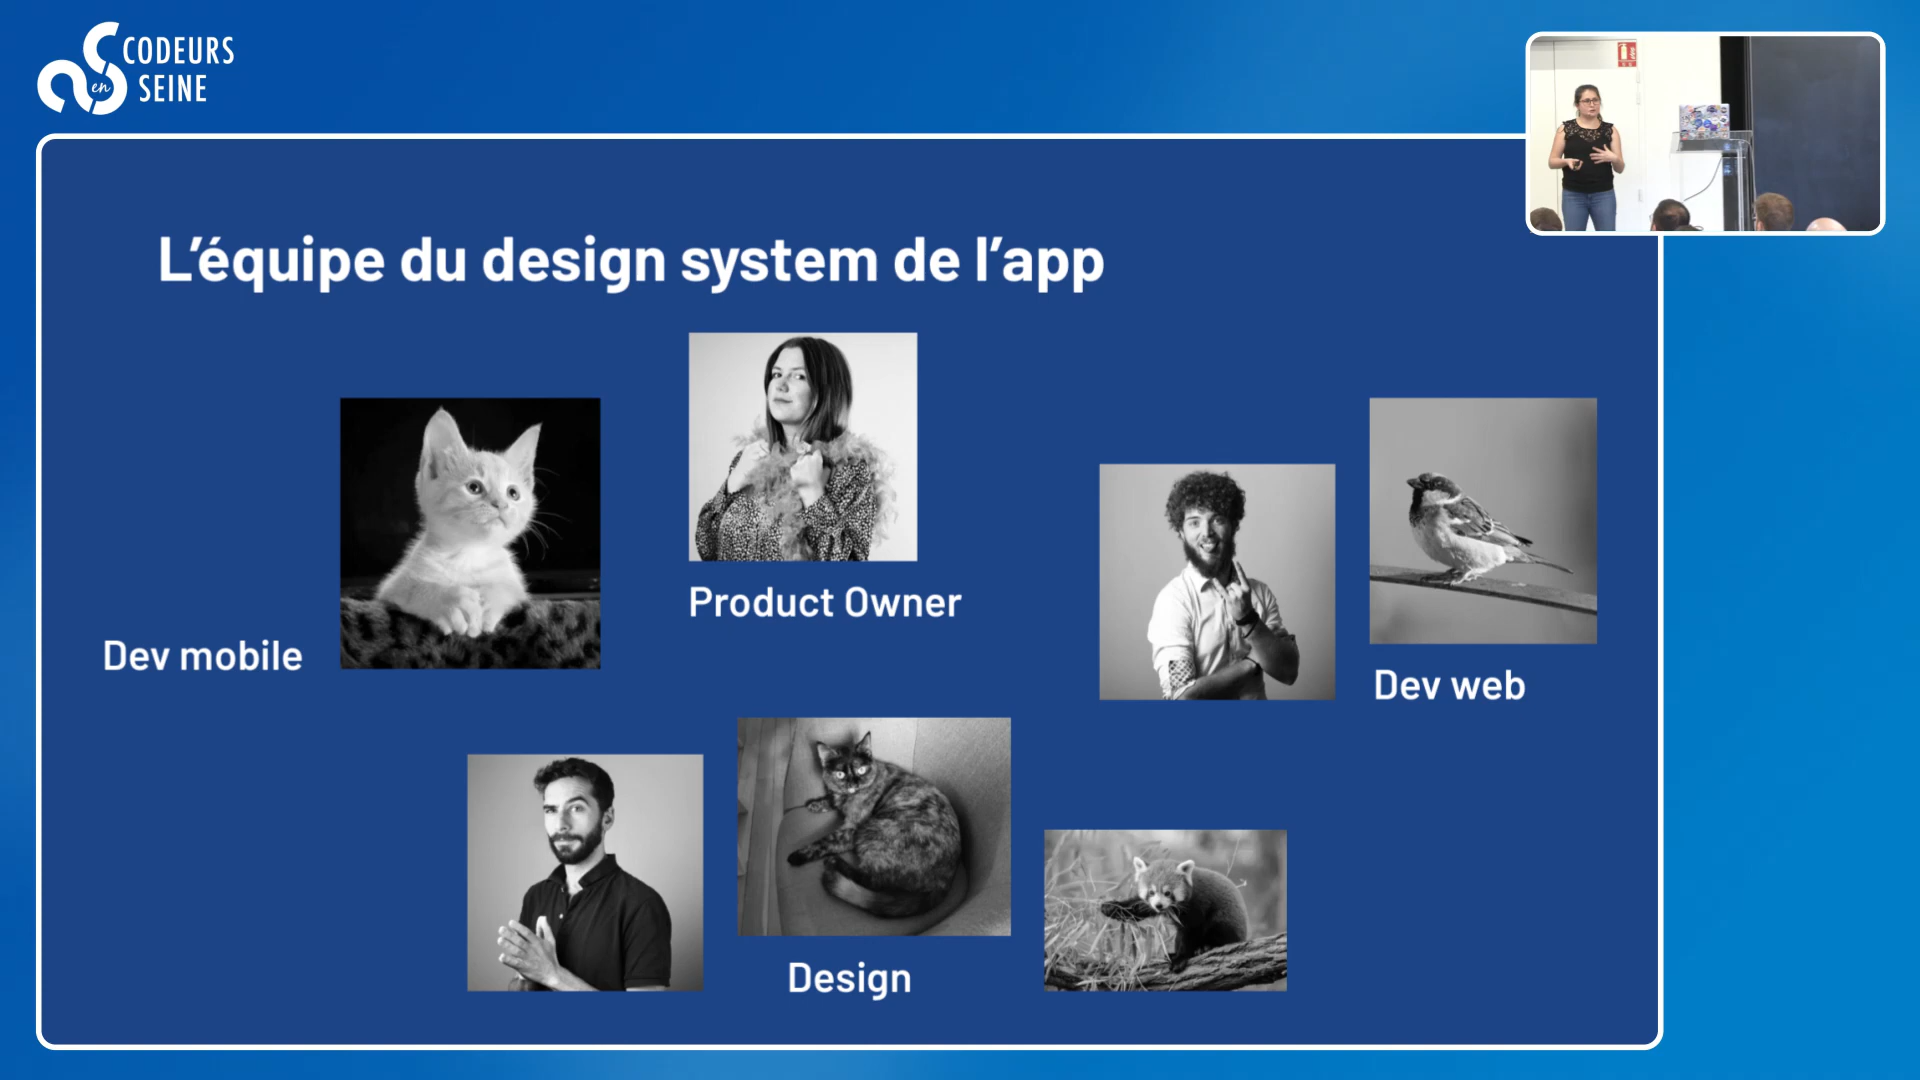 CODEURS
en
SEINE
L'équipe du design system de l'app
Product Owner
Dev mobile
Dev web
Design